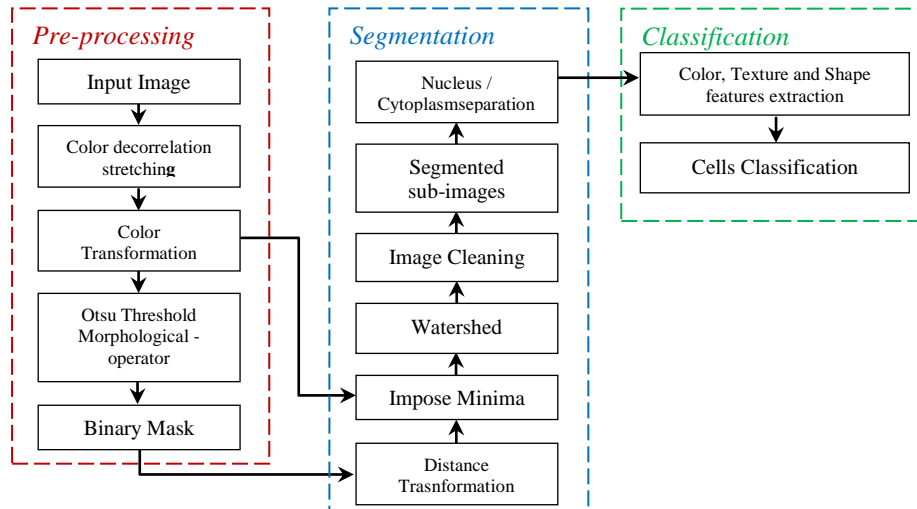 Pre-processing
Input Image
Color decorrelation
stretching
Color
Transformation
Otsu Threshold
Morphological -
operator
Binary Mask
Segmentation
Nucleus /
Cytoplasmseparation
Segmented
sub-images
Image Cleaning
Watershed
Impose Minima
Distance
Trasnformation
Classification
Color, Texture and Shape
features extraction
Cells Classification